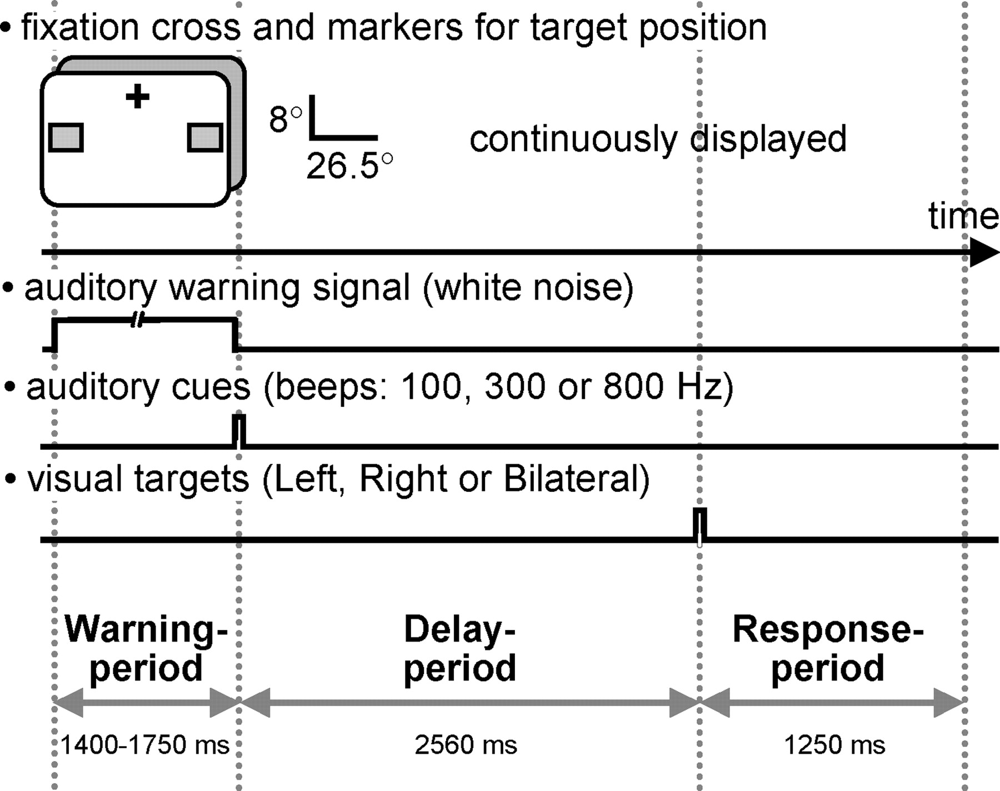 • fixation cross and markers for target position
+
8°
26.5°
continuously displayed
time
• auditory warning signal (white noise)
• auditory cues (beeps: 100, 300 or 800 Hz)
• visual targets (Left, Right or Bilateral)
Warning-
period
Delay-
period
Response-
period
1400-1750 ms
2560 ms
1250 ms